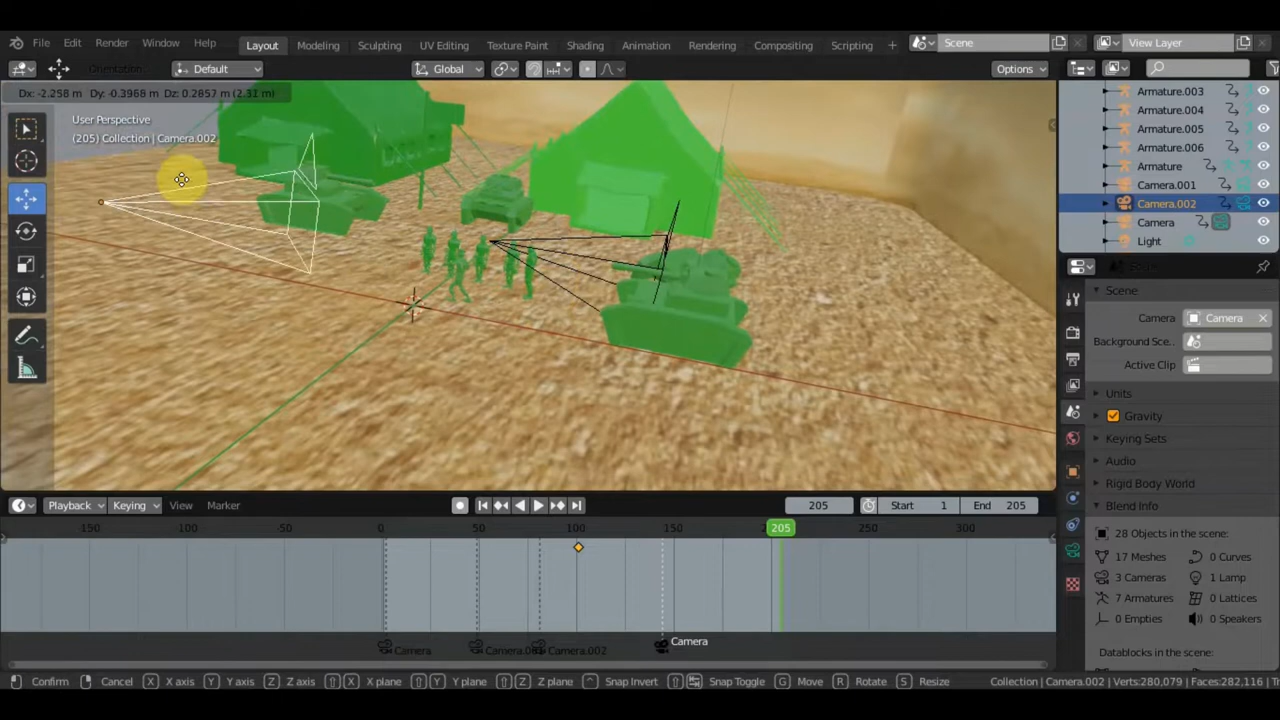 File Edit Render Window Help Layout Modeling Sculpting UV Editing Texture Paint Shading Animation Rendering Compositing Scripting + Scene View Layer
Orientation: Default Global Options
Dx: -2.258 m Dy: -0.3968 m Dz: 0.2857 m (2.31 m)
User Perspective
(205) Collection | Camera.002
Armature.003
Armature.004
Armature.005
Armature.006
Armature
Camera.001
Camera.002
Camera
Light
Scene
Scene
Camera Camera
Background Sce..
Active Clip
Units
Gravity
Keying Sets
Audio
Rigid Body World
Blend Info
28 Objects in the scene:
17 Meshes 0 Curves
3 Cameras 1 Lamp
7 Armatures 0 Lattices
0 Empties 0 Speakers
Datablocks in the scene:
Playback Keying View Marker 205 Start 1 End 205
-50 0 50 100 150 205 250 300
Camera Camera.002 Camera
Confirm Cancel X X axis Y Y axis Z Z axis X X plane Y Y plane Z Z plane Snap Invert Snap Toggle G Move R Rotate S Resize Collection | Camera.002 | Verts:280,079 | Faces:282,116 | Tr